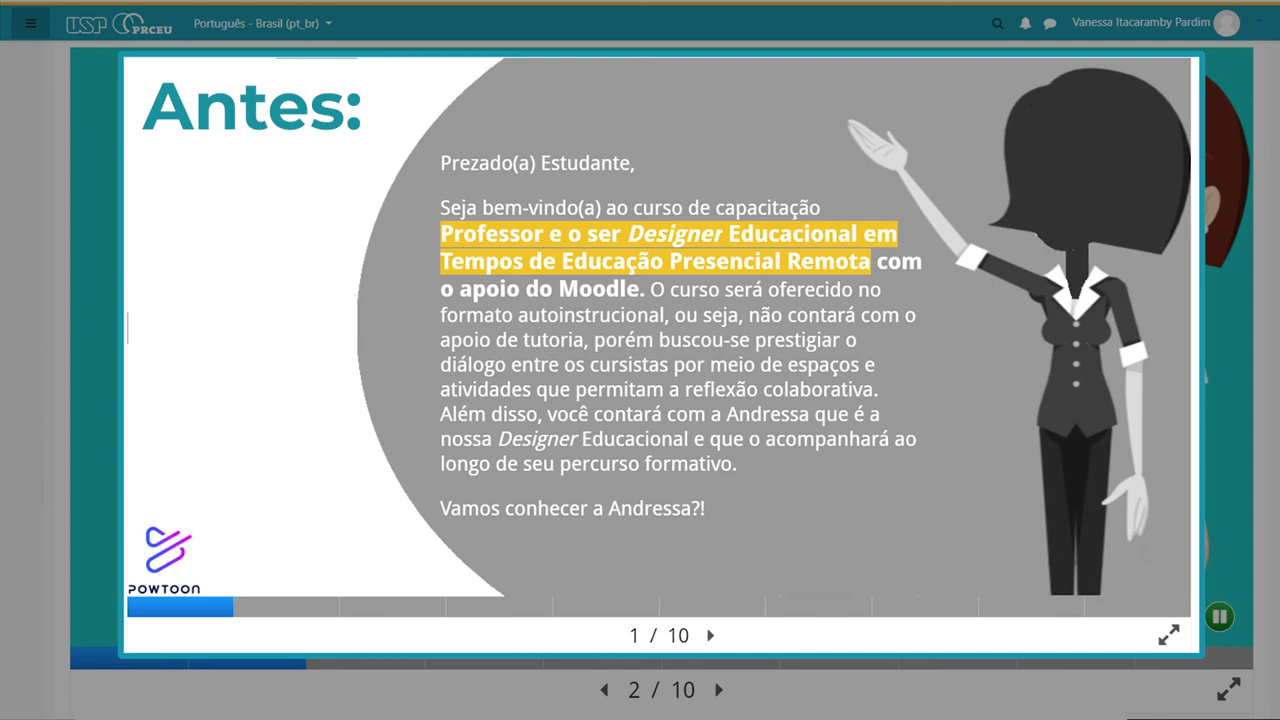 USP PRCEU Português - Brasil (pt_br) Vanessa Itacaramby Pardim
Antes:
Prezado(a) Estudante,
Seja bem-vindo(a) ao curso de capacitação
Professor e o ser Designer Educacional em
Tempos de Educação Presencial Remota com
o apoio do Moodle. O curso será oferecido no
formato autoinstrucional, ou seja, não contará com o
apoio de tutoria, porém buscou-se prestigiar o
diálogo entre os cursistas por meio de espaços e
atividades que permitam a reflexão colaborativa.
Além disso, você contará com a Andressa que é a
nossa Designer Educacional e que o acompanhará ao
longo de seu percurso formativo.
Vamos conhecer a Andressa?!
POWTOON
1 / 10
2 / 10